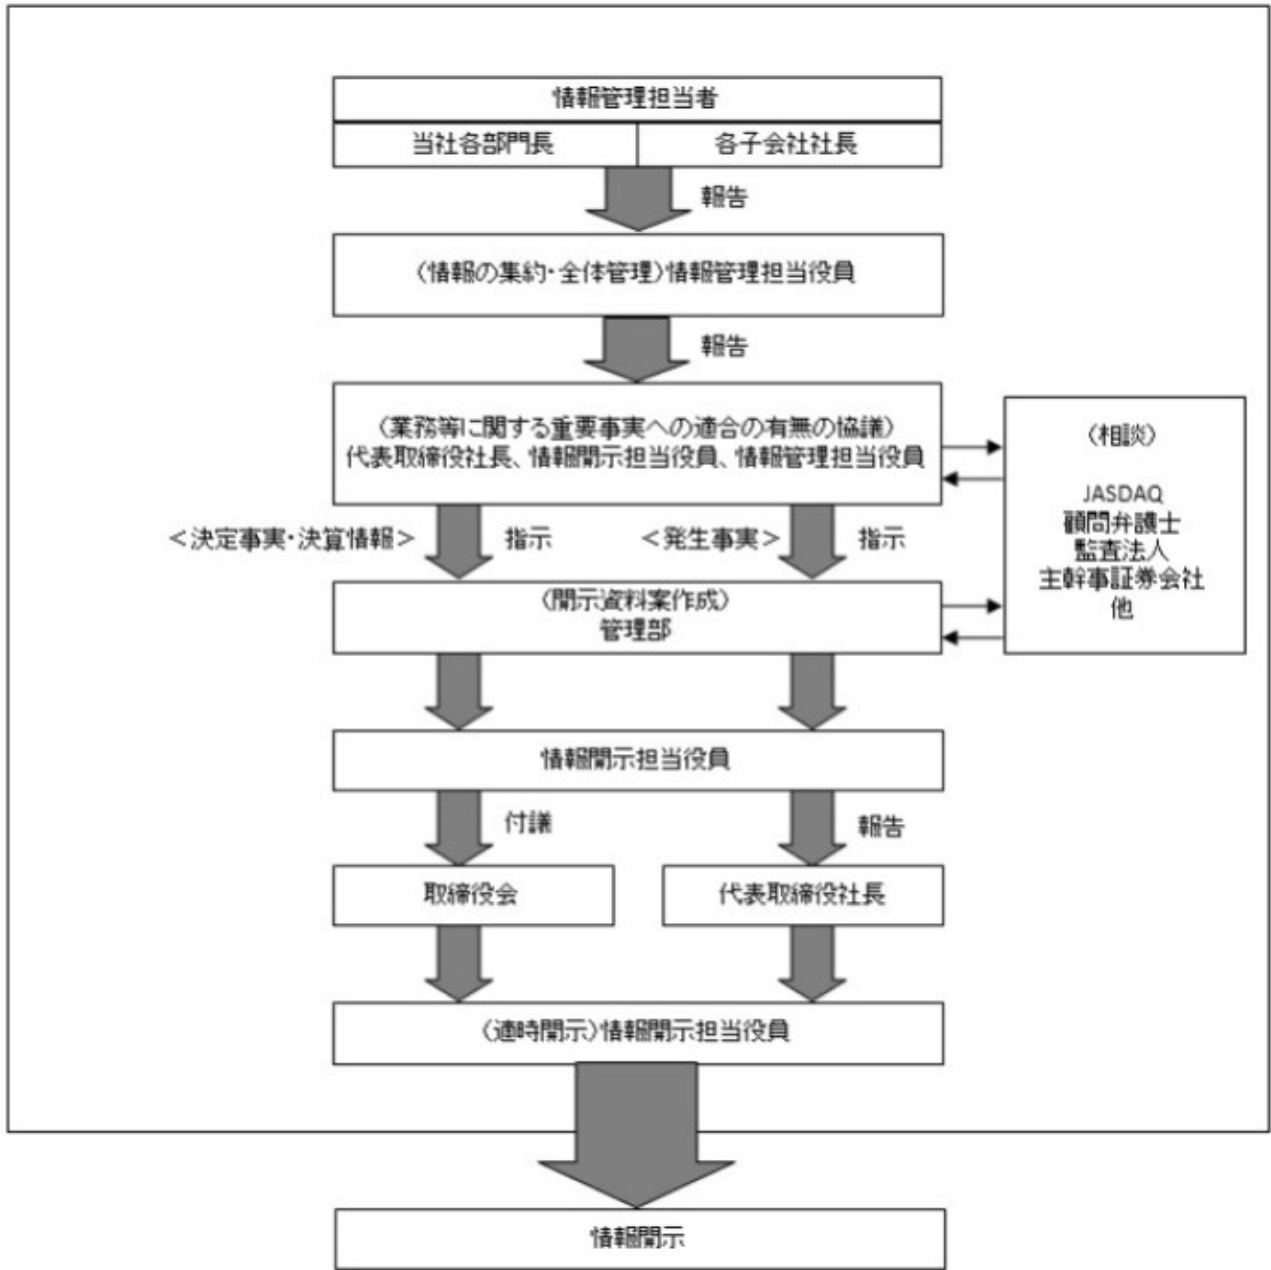 情報管理担当者
当社各部門長
各子会社社長
報告
(情報の集約・全体管理)情報管理担当役員
報告
(業務等に関する重要事実への適合の有無の協議)
代表取締役社長、情報開示担当役員、情報管理担当役員
(相談)
JASDAQ
顧問弁護士
監査法人
主幹事証券会社
他
<決定事実・決算情報>
指示
<発生事実>
指示
(開示資料案作成)
管理部
情報開示担当役員
付議
報告
取締役会
代表取締役社長
(適時開示)情報開示担当役員
情報開示